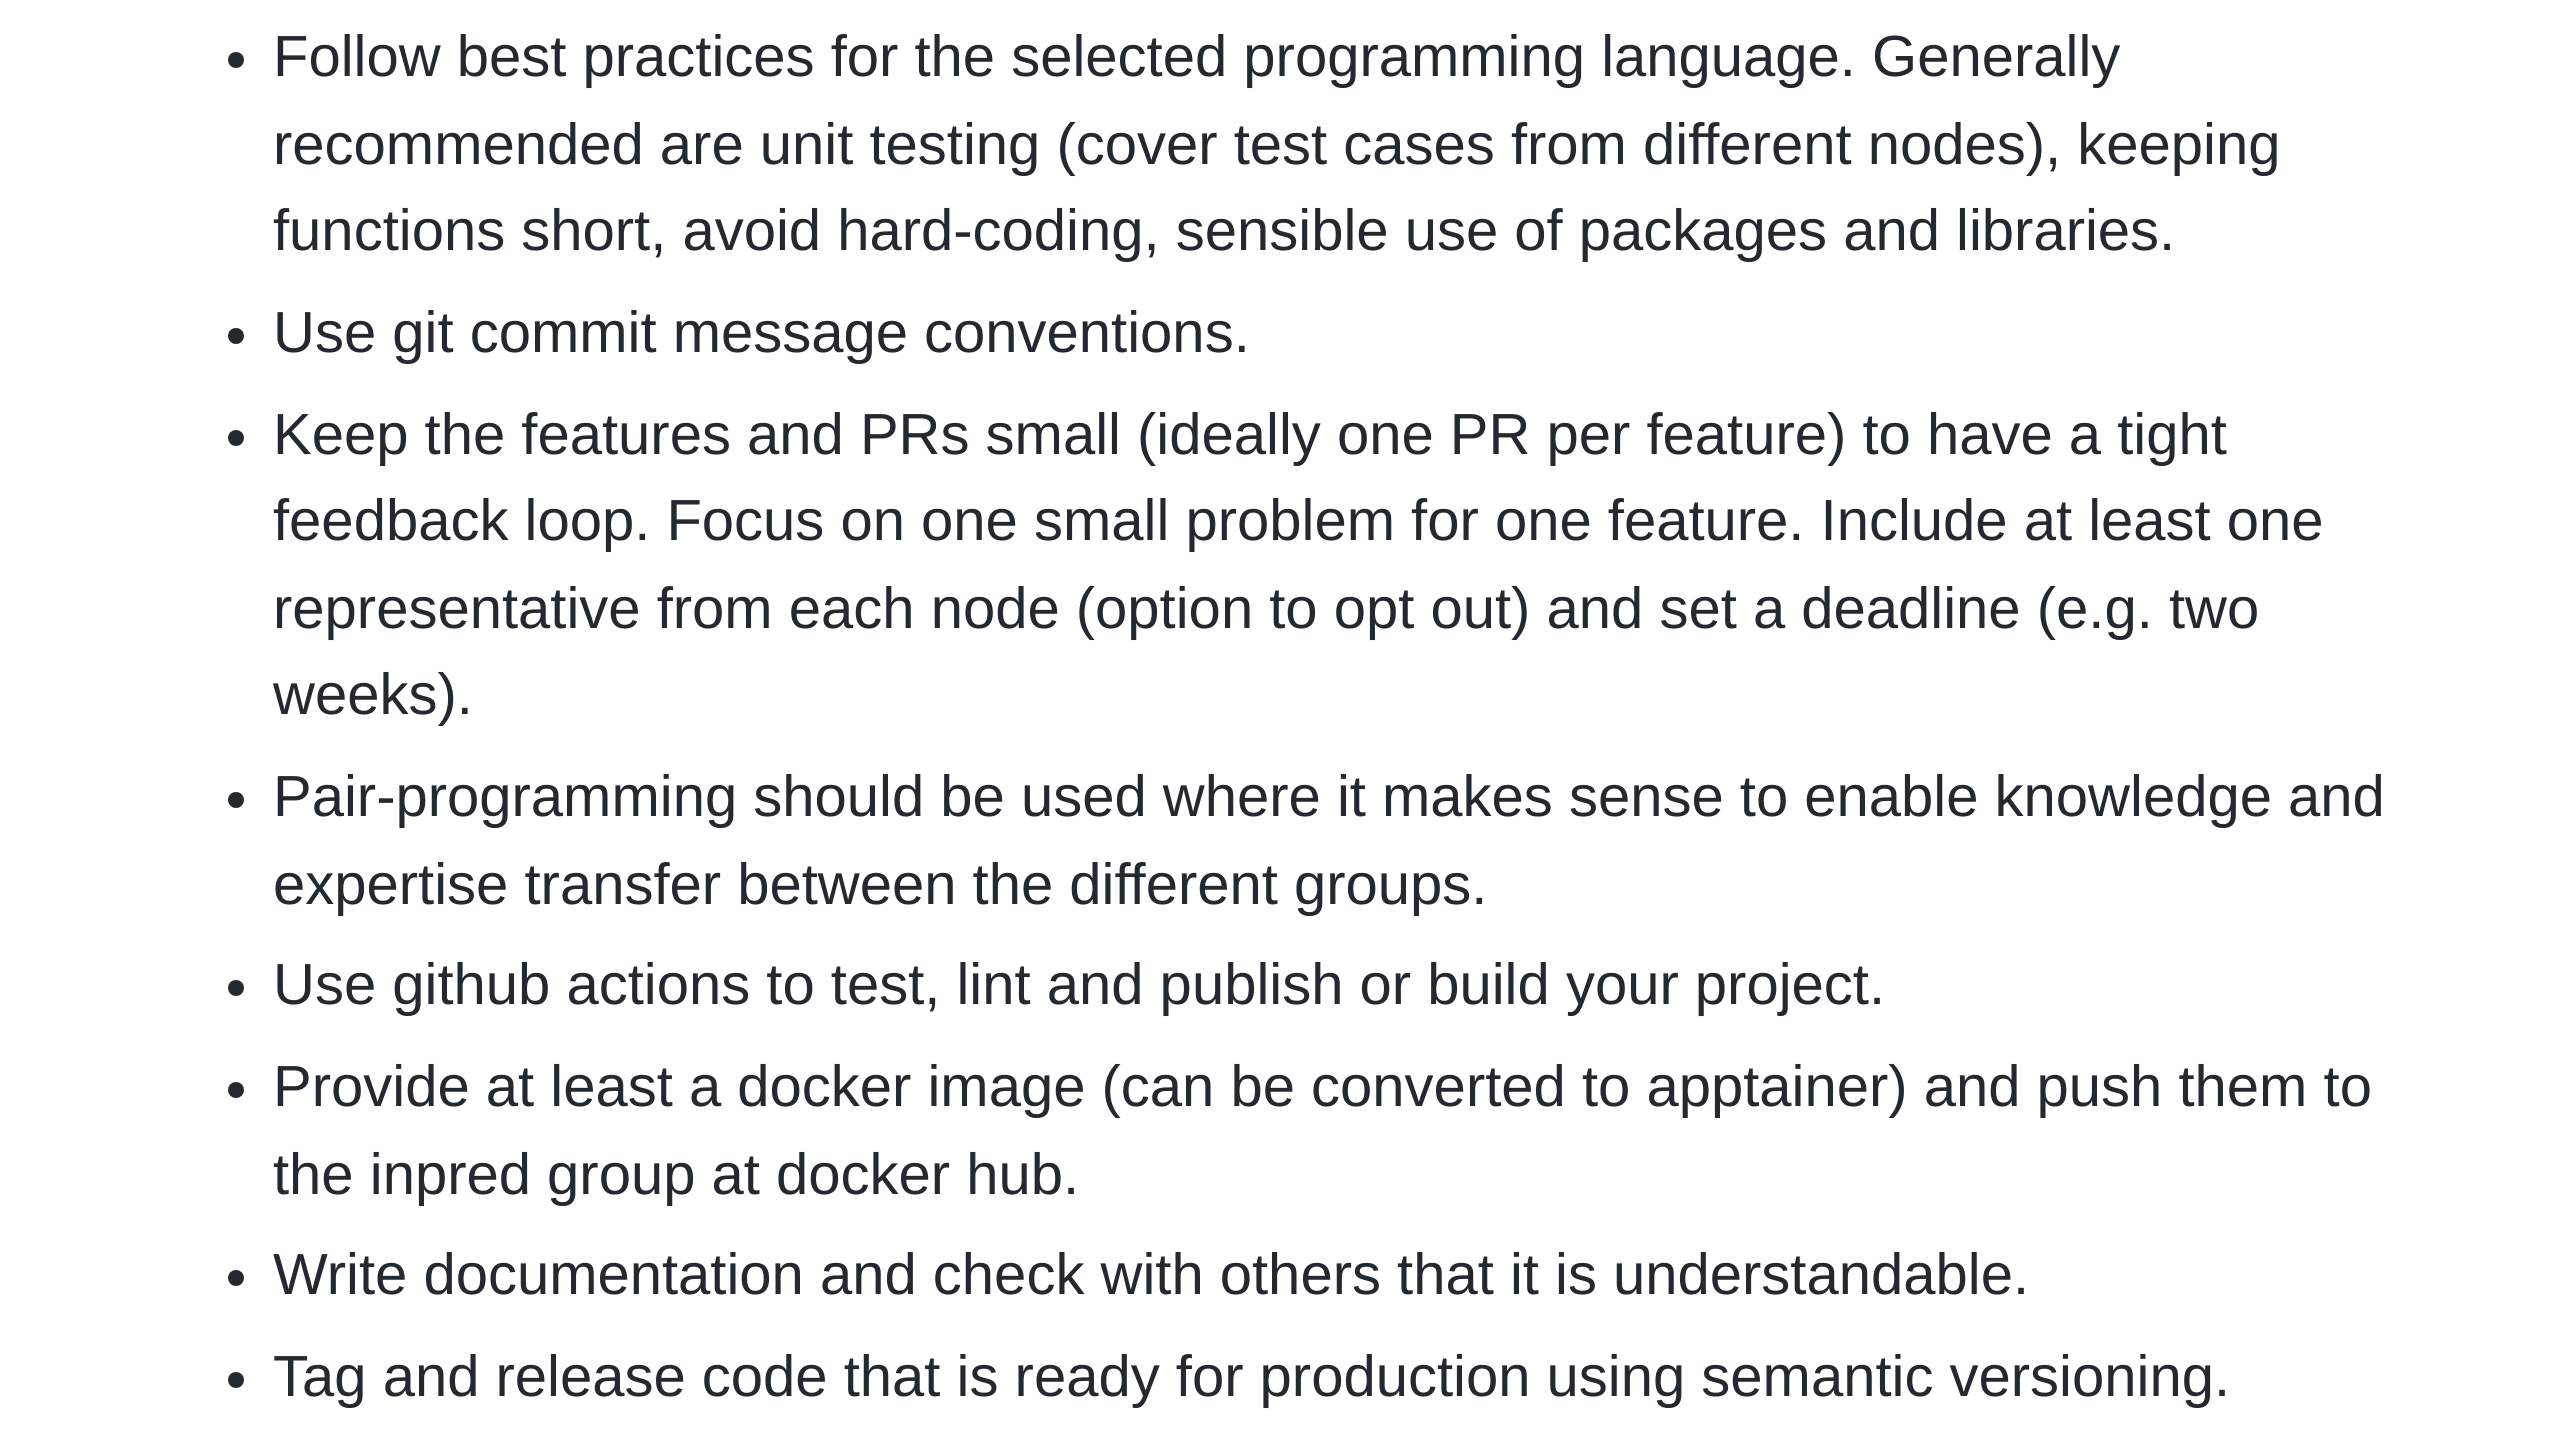 • Follow best practices for the selected programming language. Generally
recommended are unit testing (cover test cases from different nodes), keeping
functions short, avoid hard-coding, sensible use of packages and libraries.
• Use git commit message conventions.
• Keep the features and PRs small (ideally one PR per feature) to have a tight
feedback loop. Focus on one small problem for one feature. Include at least one
representative from each node (option to opt out) and set a deadline (e.g. two
weeks).
• Pair-programming should be used where it makes sense to enable knowledge and
expertise transfer between the different groups.
• Use github actions to test, lint and publish or build your project.
• Provide at least a docker image (can be converted to apptainer) and push them to
the inpred group at docker hub.
• Write documentation and check with others that it is understandable.
• Tag and release code that is ready for production using semantic versioning.